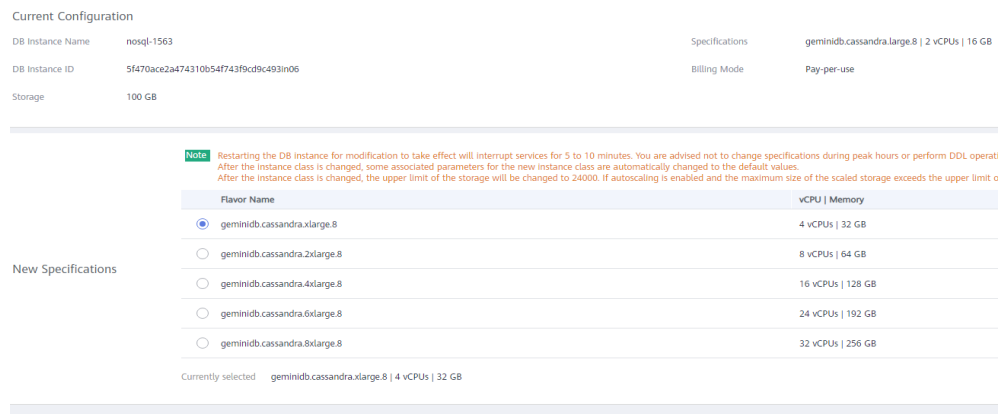 Current Configuration
DB Instance Name nosql-1563 Specifications geminidb.cassandra.large.8 | 2 vCPUs | 16 GB
DB Instance ID 5f470ace2a474310b54f743f9cd9c493in06 Billing Mode Pay-per-use
Storage 100 GB
Note Restarting the DB instance for modification to take effect will interrupt services for 5 to 10 minutes. You are advised not to change specifications during peak hours or perform DDL operati
After the instance class is changed, some associated parameters for the new instance class are automatically changed to the default values.
After the instance class is changed, the upper limit of the storage will be changed to 24000. If autoscaling is enabled and the maximum size of the scaled storage exceeds the upper limit o
Flavor Name vCPU | Memory
geminidb.cassandra.xlarge.8 4 vCPUs | 32 GB
geminidb.cassandra.2xlarge.8 8 vCPUs | 64 GB
New Specifications
geminidb.cassandra.4xlarge.8 16 vCPUs | 128 GB
geminidb.cassandra.6xlarge.8 24 vCPUs | 192 GB
geminidb.cassandra.8xlarge.8 32 vCPUs | 256 GB
Currently selected geminidb.cassandra.xlarge.8 | 4 vCPUs | 32 GB